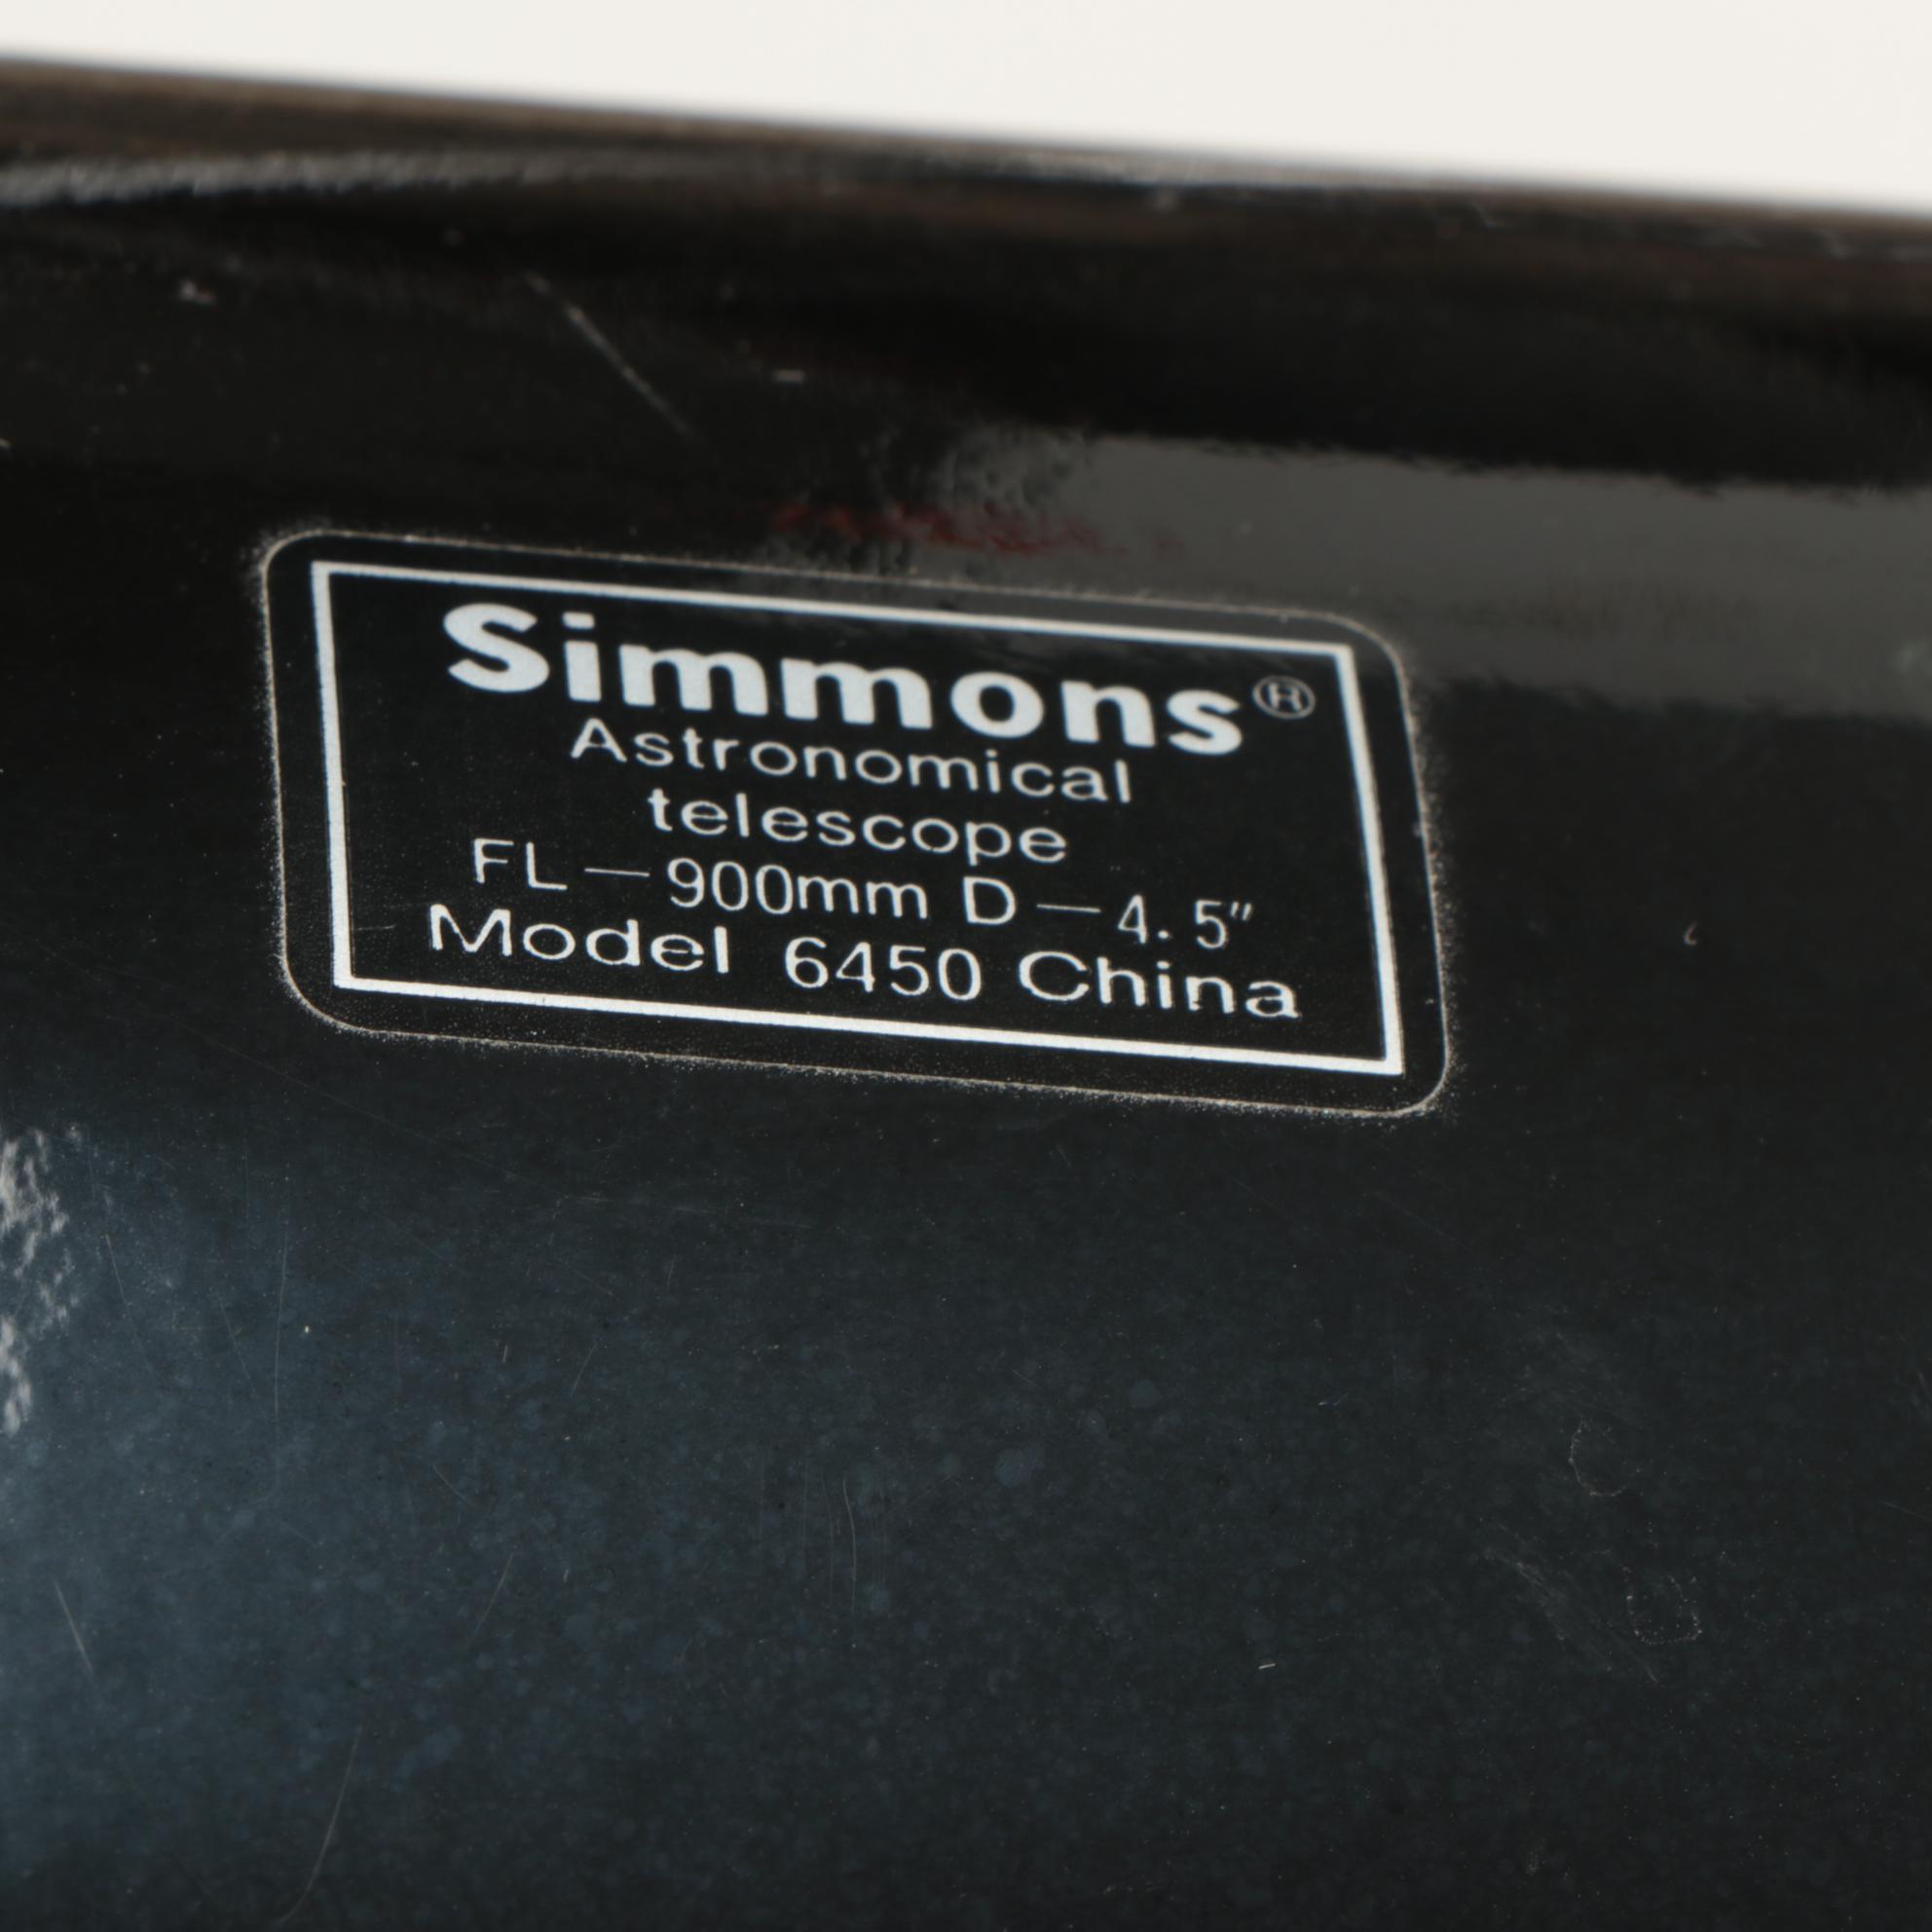 Simmons®
Astronomical
telescope
FL—900mm D—4.5"
Model 6450 China